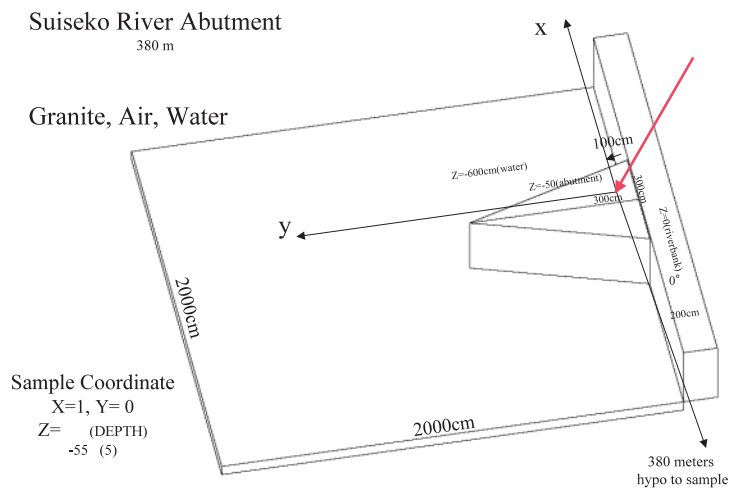 Suiseko River Abutment
380 m
x
Granite, Air, Water
100cm
Z=-600cm(water)
Z=-50(abutment)
300cm
300cm
Z=0(riverbank)
y
0°
2000cm
200cm
Sample Coordinate
X=1, Y= 0
Z= (DEPTH)
-55 (5)
2000cm
380 meters
hypo to sample